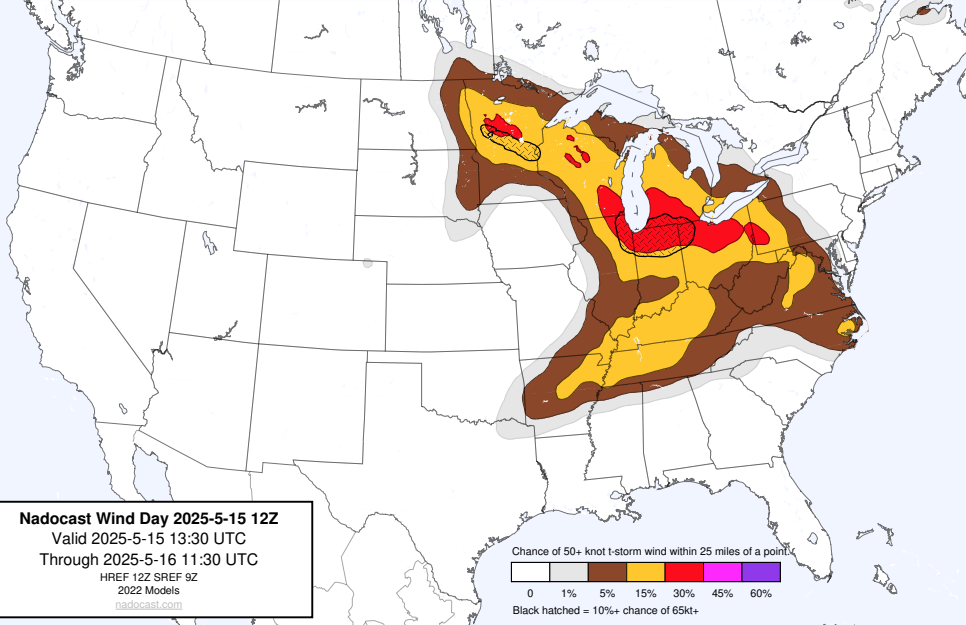 Nadocast Wind Day 2025-5-15 12Z
Valid 2025-5-15 13:30 UTC
Through 2025-5-16 11:30 UTC
HREF 12Z SREF 9Z
2022 Models
nadocast.com
Chance of 50+ knot t-storm wind within 25 miles of a point.
0 1% 5% 15% 30% 45% 60%
Black hatched = 10%+ chance of 65kt+